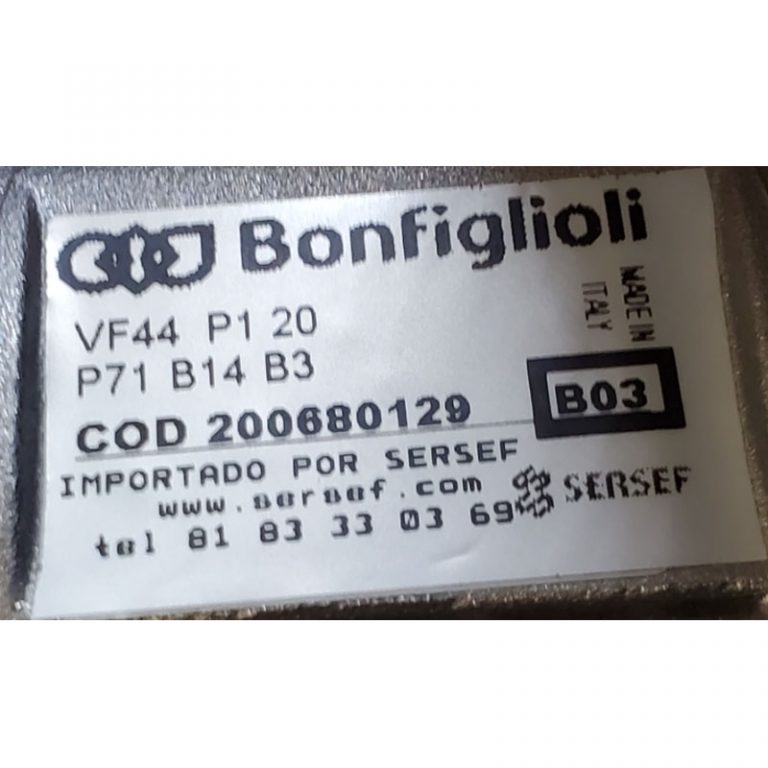 Bonfiglioli
MADE IN
ITALY
VF44 P1 20
P71 B14 B3
B03
COD 200680129
IMPORTADO POR SERSEF
www.sersef.com
SERSEF
tel 81 83 33 03 69